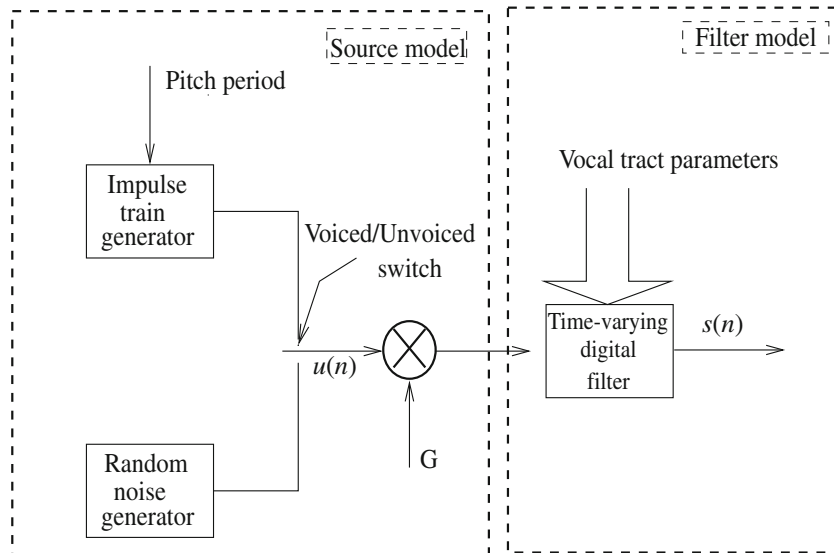 Source model
Filter model
Pitch period
Impulse
train
generator
Voiced/Unvoiced
switch
u(n)
G
Random
noise
generator
Vocal tract parameters
Time-varying
digital
filter
s(n)